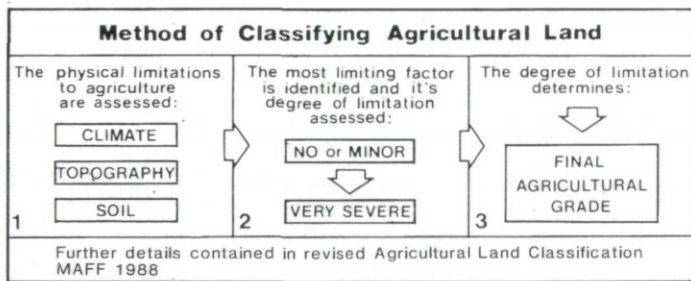 Method of Classifying Agricultural Land
The physical limitations
to agriculture
are assessed:
CLIMATE
TOPOGRAPHY
SOIL
1
The most limiting factor
is identified and it's
degree of limitation
assessed:
NO or MINOR
VERY SEVERE
2
The degree of limitation
determines:
FINAL
AGRICULTURAL
GRADE
3
Further details contained in revised Agricultural Land Classification
MAFF 1988